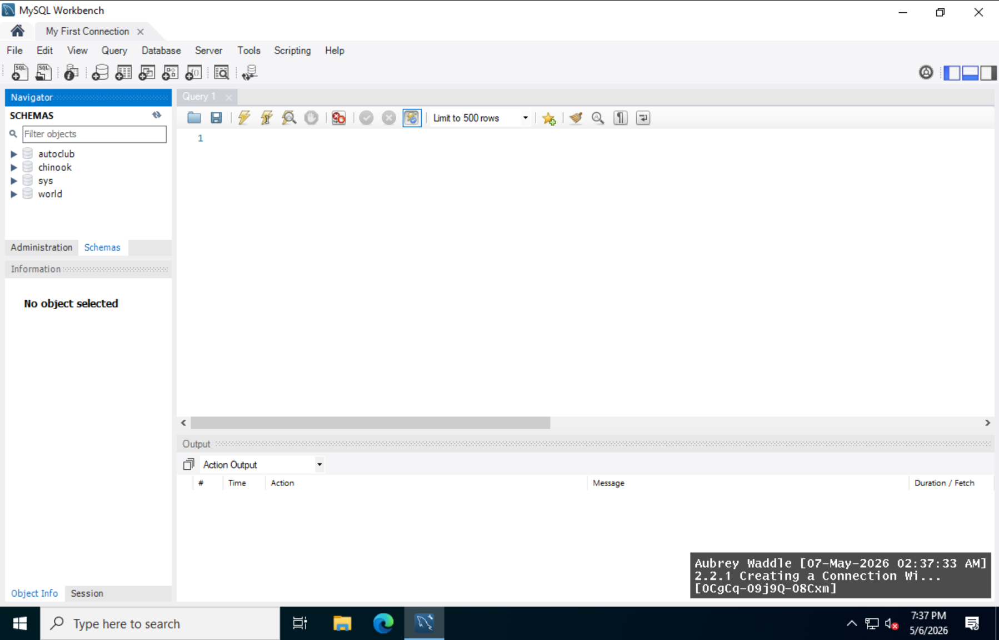 MySQL Workbench
My First Connection
File Edit View Query Database Server Tools Scripting Help
Navigator
Query 1
SCHEMAS
Limit to 500 rows
Filter objects
1
autoclub
chinook
sys
world
Administration Schemas
Information
No object selected
Output
Action Output
# Time Action Message Duration / Fetch
Aubrey Waddle [07-May-2026 02:37:33 AM]
2.2.1 Creating a Connection Wi...
[OCgCq-O9j9Q-O8Cxm]
Object Info Session
Type here to search
7:37 PM
5/6/2026